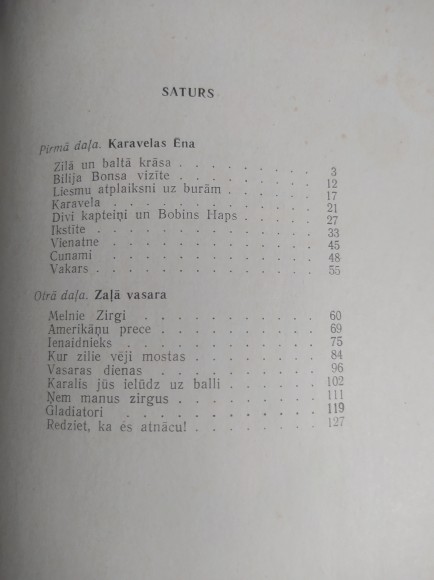 SATURS
Pirmā daļa. Karavelas Ēna
Zilā un baltā krāsa . . . . . . . . 3
Bilija Bonsa vizīte . . . . . . . . 12
Liesmu atplaiksni uz burām . . . . . . 17
Karavela . . . . . . . . . . . 21
Divi kapteiņi un Bobins Haps . . . . . 27
Ikstīte . . . . . . . . . . . . 33
Vienatne . . . . . . . . . . . 45
Cunami . . . . . . . . . . . 48
Vakars . . . . . . . . . . . . 55
Otrā daļa. Zaļā vasara
Melnie Zirgi . . . . . . . . . . 60
Amerikāņu prece . . . . . . . . . 69
Ienaidnieks . . . . . . . . . . 75
Kur zilie vēji mostas . . . . . . . . 84
Vasaras dienas . . . . . . . . . 96
Karalis jūs ielūdz uz balli . . . . . . 102
Ņem manus zirgus . . . . . . . . 111
Gladiatori . . . . . . . . . . 119
Redziet, ka es atnācu! . . . . . . . 127